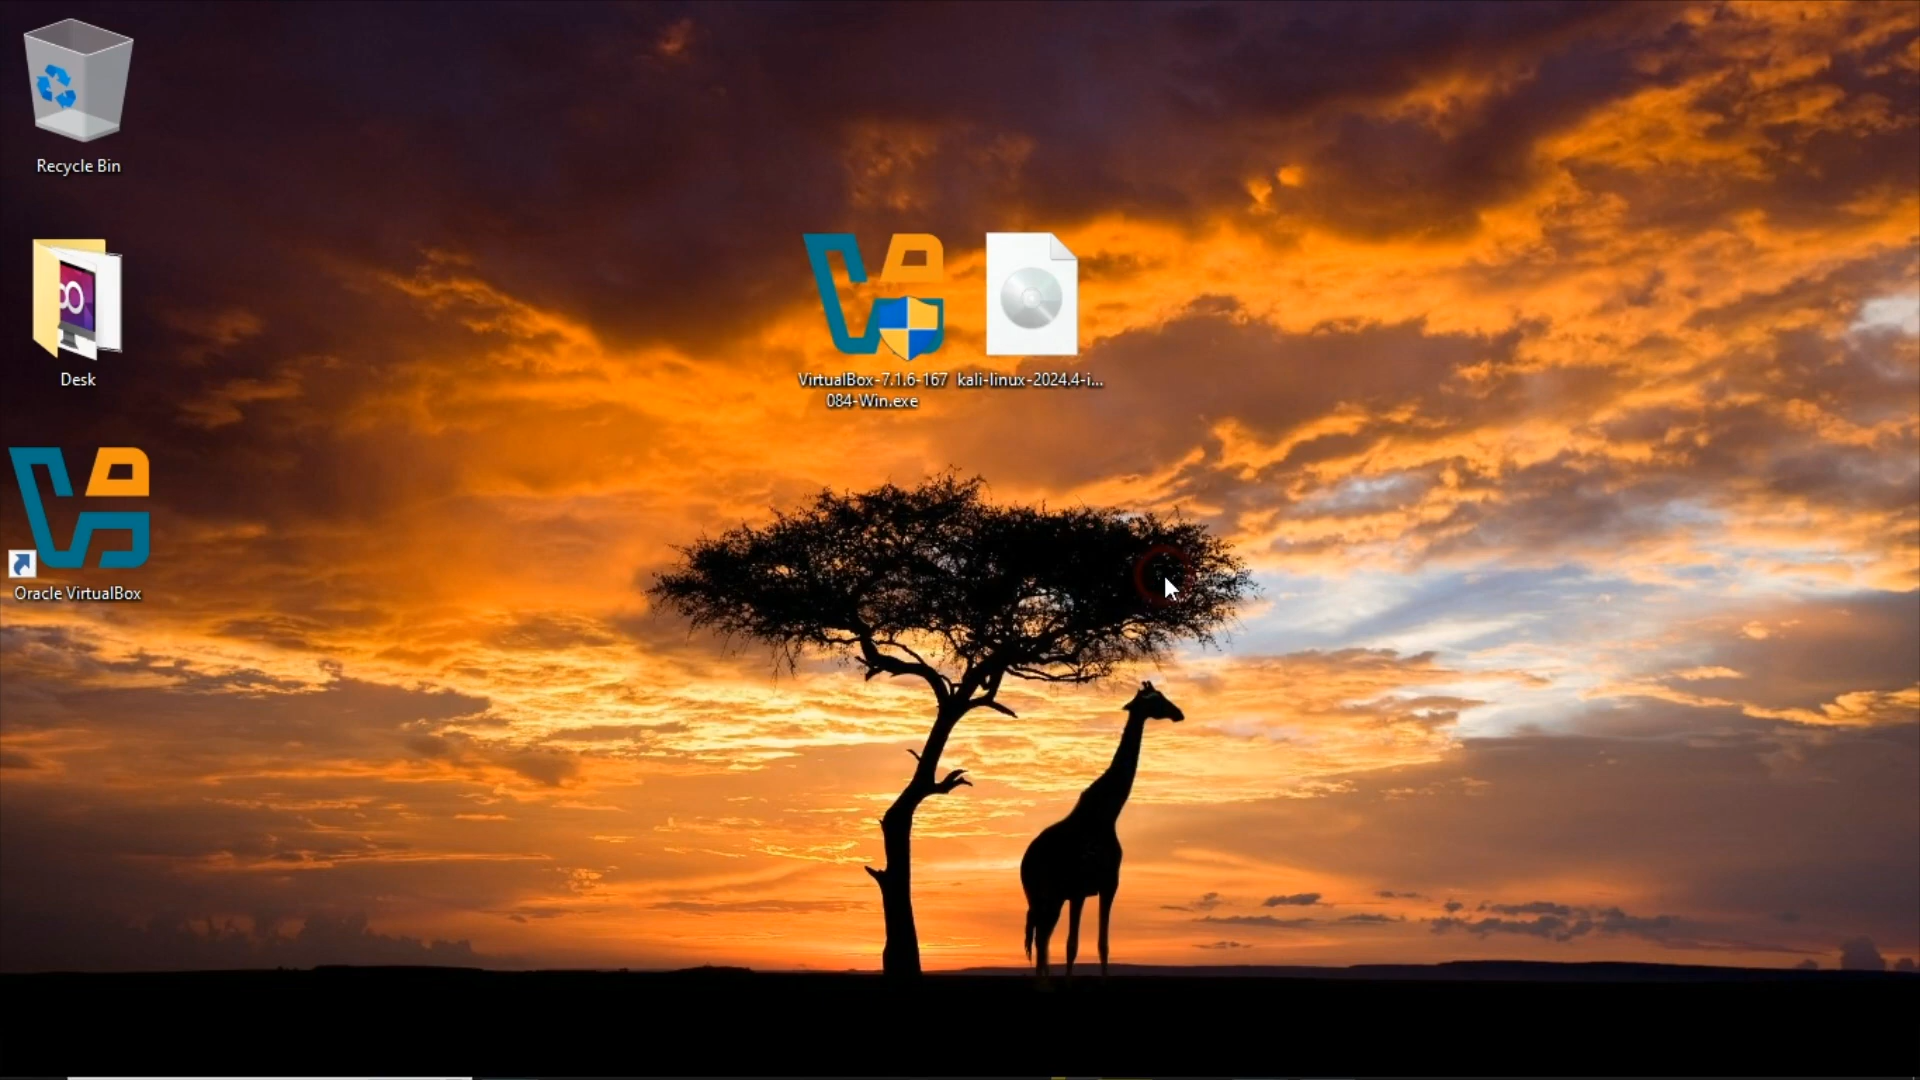 Recycle Bin
Desk
Oracle VirtualBox
VirtualBox-7.1.6-167
084-Win.exe
kali-linux-2024.4-i...